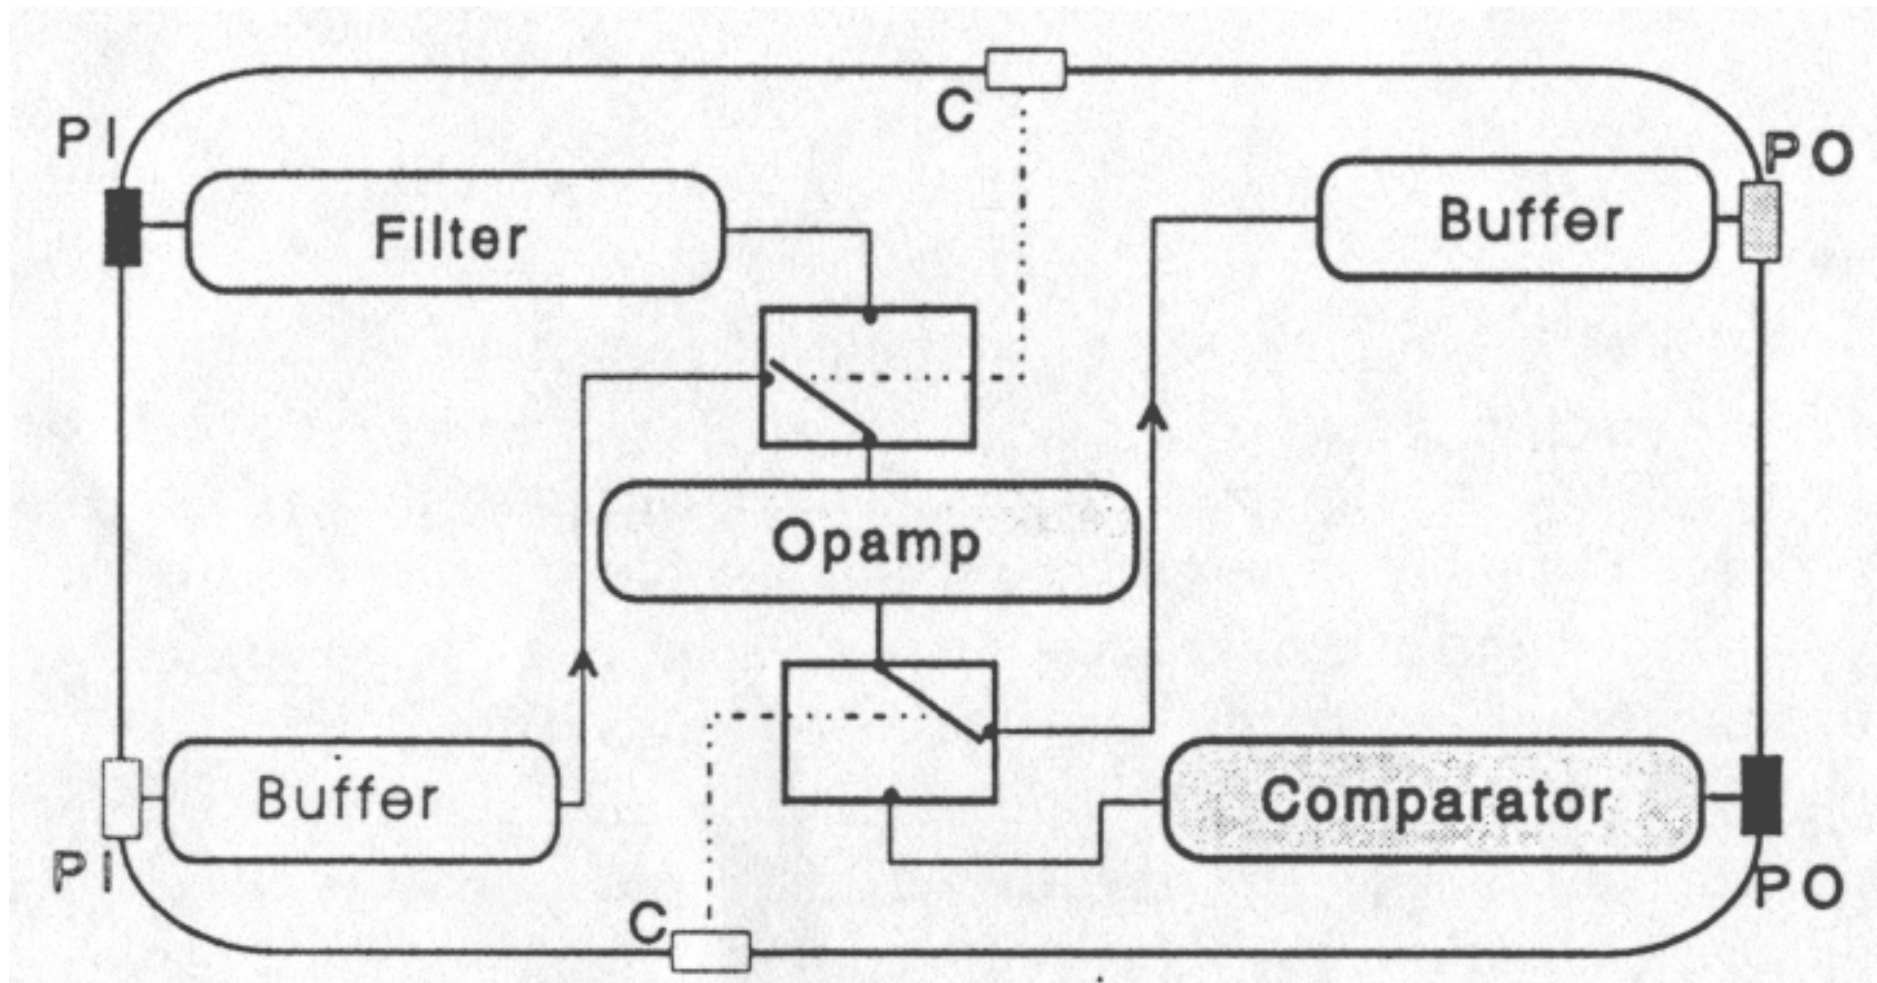 C
PI
PO
Filter
Buffer
Opamp
Buffer
Comparator
PI
PO
C